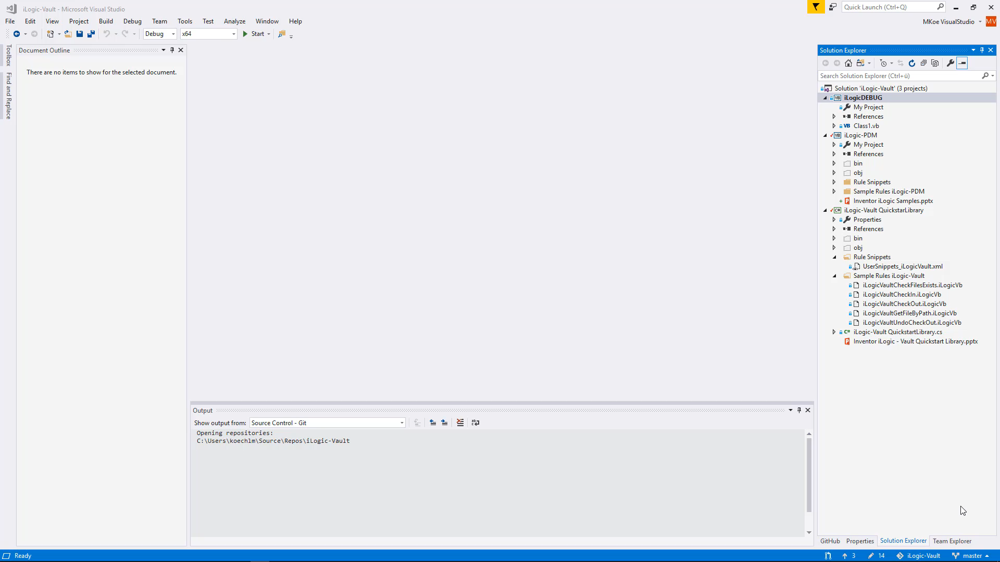 iLogic-Vault - Microsoft Visual Studio
Quick Launch (Ctrl+Q)
File Edit View Project Build Debug Team Tools Test Analyze Window Help
MKoe VisualStudio MV
Debug x64 Start
Toolbox
Find and Replace
Document Outline
There are no items to show for the selected document.
Solution Explorer
Search Solution Explorer (Ctrl+ü)
Solution 'iLogic-Vault' (3 projects)
VB iLogicDEBUG
My Project
References
VB Class1.vb
VB iLogic-PDM
My Project
References
bin
obj
Rule Snippets
Sample Rules iLogic-PDM
Inventor iLogic Samples.pptx
C# iLogic-Vault QuickstarLibrary
Properties
References
bin
obj
Rule Snippets
UserSnippets_iLogicVault.xml
Sample Rules iLogic-Vault
iLogicVaultCheckFilesExists.iLogicVb
iLogicVaultCheckIn.iLogicVb
iLogicVaultCheckOut.iLogicVb
iLogicVaultGetFileByPath.iLogicVb
iLogicVaultUndoCheckOut.iLogicVb
C# iLogic-Vault QuickstartLibrary.cs
Inventor iLogic - Vault Quickstart Library.pptx
Output
Show output from: Source Control - Git
Opening repositories:
C:\Users\koechlm\Source\Repos\iLogic-Vault
GitHub Properties Solution Explorer Team Explorer
Ready
3 14 iLogic-Vault master